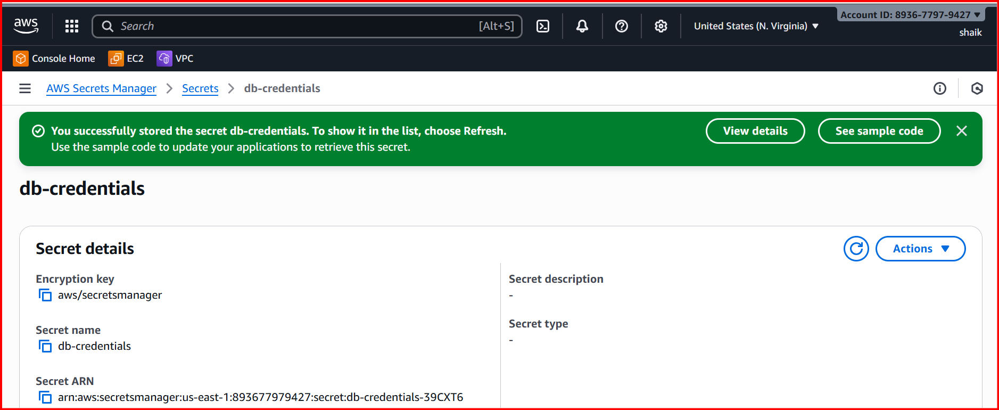 aws
Search
[Alt+S]
United States (N. Virginia)
Account ID: 8936-7797-9427
shaik
Console Home
EC2
VPC
AWS Secrets Manager
Secrets
db-credentials
You successfully stored the secret db-credentials. To show it in the list, choose Refresh.
Use the sample code to update your applications to retrieve this secret.
View details
See sample code
db-credentials
Secret details
Actions
Encryption key
aws/secretsmanager
Secret name
db-credentials
Secret ARN
arn:aws:secretsmanager:us-east-1:893677979427:secret:db-credentials-39CXT6
Secret description
-
Secret type
-